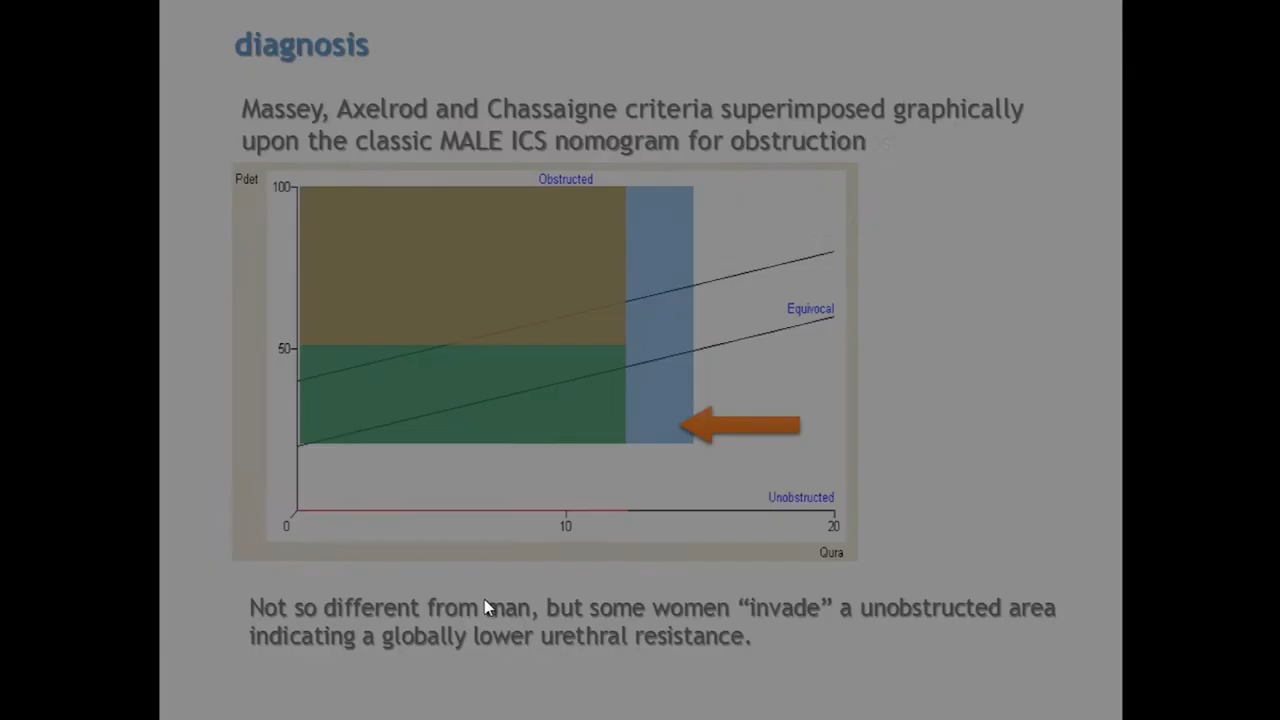 diagnosis
Massey, Axelrod and Chassaigne criteria superimposed graphically
upon the classic MALE ICS nomogram for obstruction
Pdet
100
Obstructed
Equivocal
50
Unobstructed
0
10
20
Qura
Not so different from man, but some women “invade” a unobstructed area
indicating a globally lower urethral resistance.